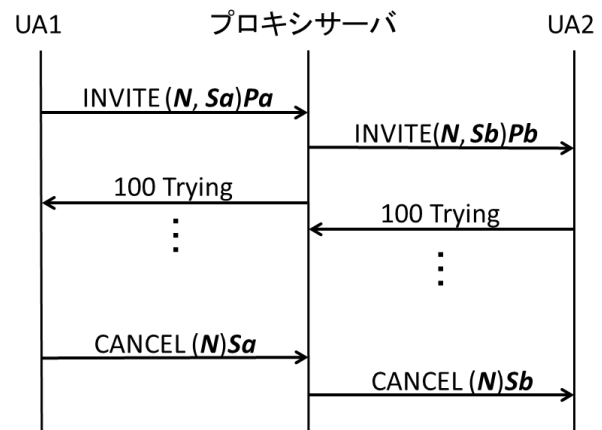 UA1
プロキシサーバ
UA2
INVITE (N, Sa)Pa
INVITE(N, Sb)Pb
100 Trying
100 Trying
CANCEL (N)Sa
CANCEL (N)Sb